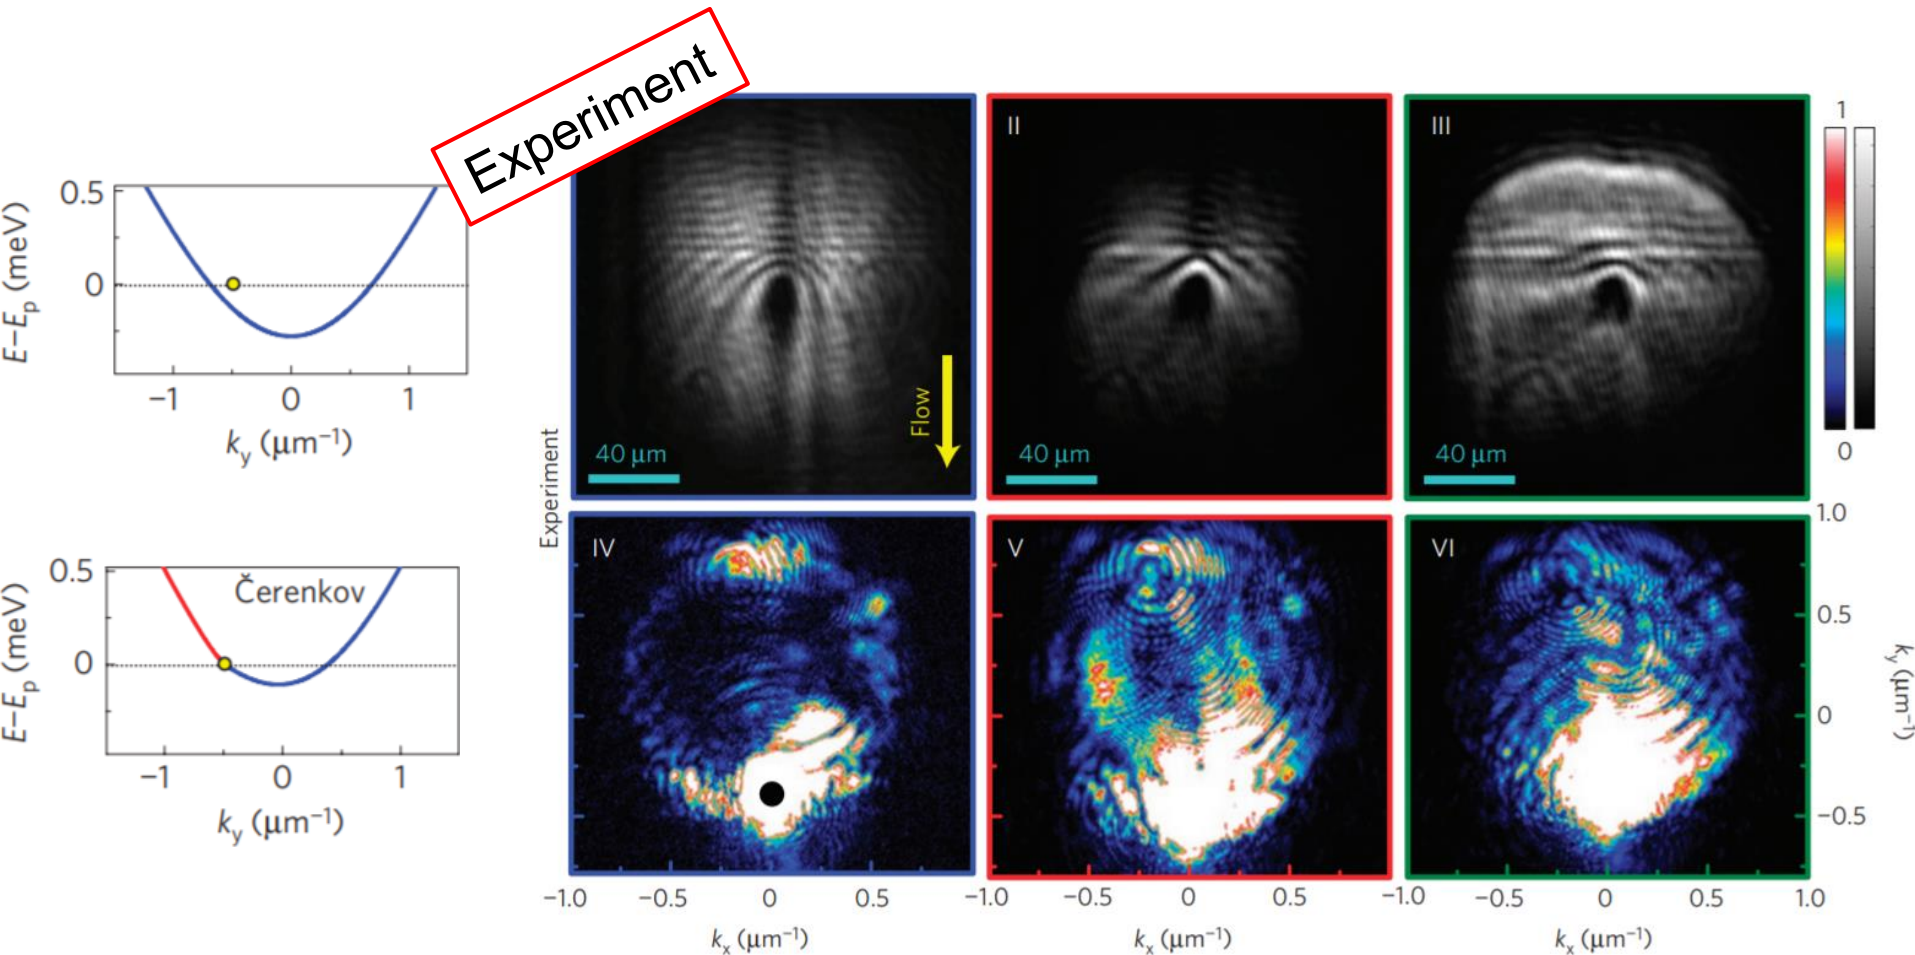 Experiment
0.5
0
E−Ep (meV)
−1
0
1
ky (μm⁻¹)
0.5
Čerenkov
0
E−Ep (meV)
−1
0
1
ky (μm⁻¹)
Experiment
Flow
40 μm
II
40 μm
III
40 μm
1
0
IV
V
VI
1.0
0.5
0
−0.5
ky (μm⁻¹)
−1.0
−0.5
0
0.5
−1.0
−0.5
0
0.5
−1.0
−0.5
0
0.5
1.0
kx (μm⁻¹)
kx (μm⁻¹)
kx (μm⁻¹)